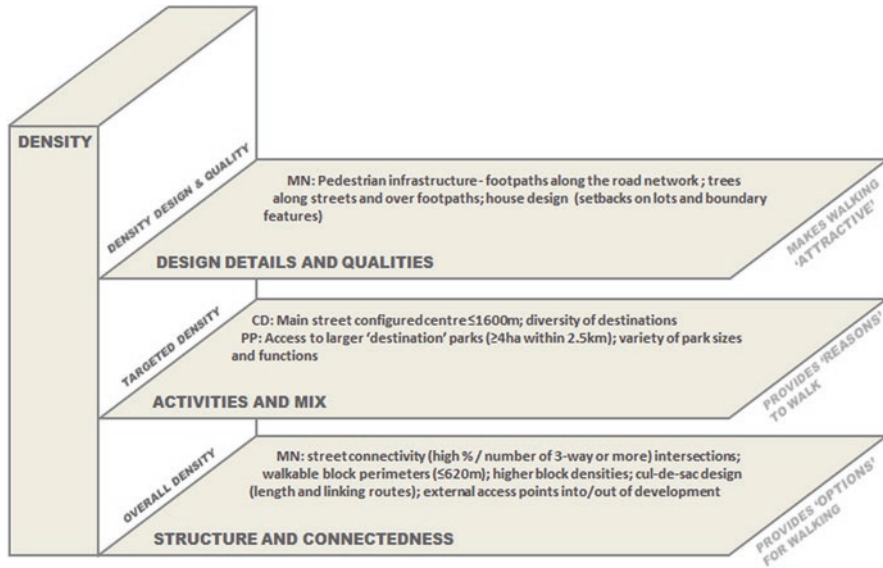 DENSITY
DENSITY DESIGN & QUALITY
MN: Pedestrian infrastructure - footpaths along the road network ; trees
along streets and over footpaths; house design (setbacks on lots and boundary
features)
DESIGN DETAILS AND QUALITIES
MAKES WALKING
'ATTRACTIVE'
TARGETED DENSITY
CD: Main street configured centre ≤1600m; diversity of destinations
PP: Access to larger 'destination' parks (≥4ha within 2.5km); variety of park sizes
and functions
ACTIVITIES AND MIX
PROVIDES 'REASONS'
TO WALK
OVERALL DENSITY
MN: street connectivity (high % / number of 3-way or more) intersections;
walkable block perimeters (≤620m); higher block densities; cul-de-sac design
(length and linking routes); external access points into/out of development
STRUCTURE AND CONNECTEDNESS
PROVIDES 'OPTIONS'
FOR WALKING